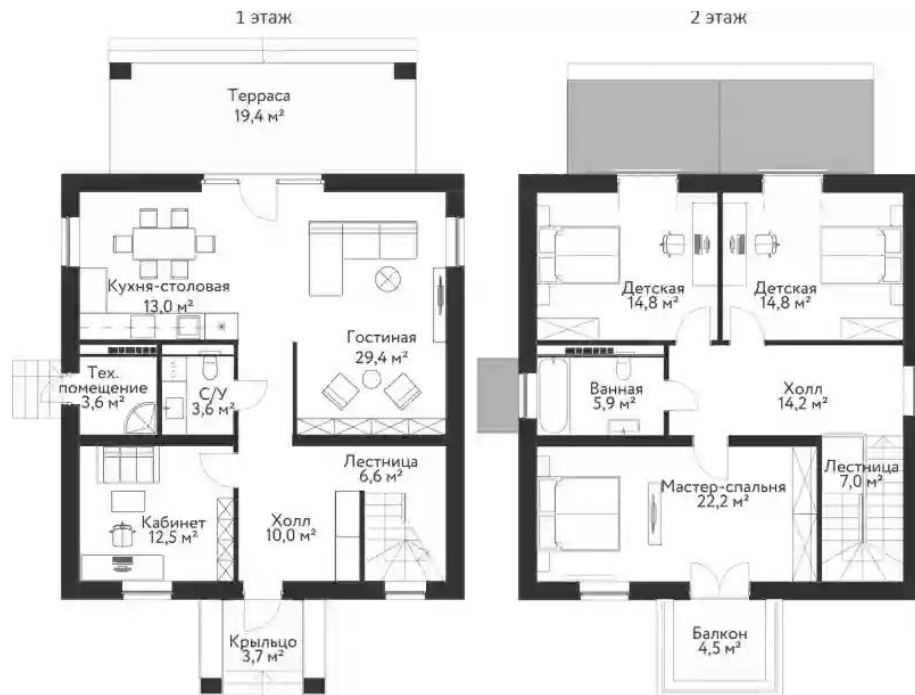 1 этаж
Терраса
19,4 м²
Кухня-столовая
13,0 м²
Гостиная
29,4 м²
Тех.
помещение
3,6 м²
С/У
3,6 м²
Лестница
6,6 м²
Кабинет
12,5 м²
Холл
10,0 м²
Крыльцо
3,7 м²
2 этаж
Детская
14,8 м²
Детская
14,8 м²
Ванная
5,9 м²
Холл
14,2 м²
Мастер-спальня
22,2 м²
Лестница
7,0 м²
Балкон
4,5 м²